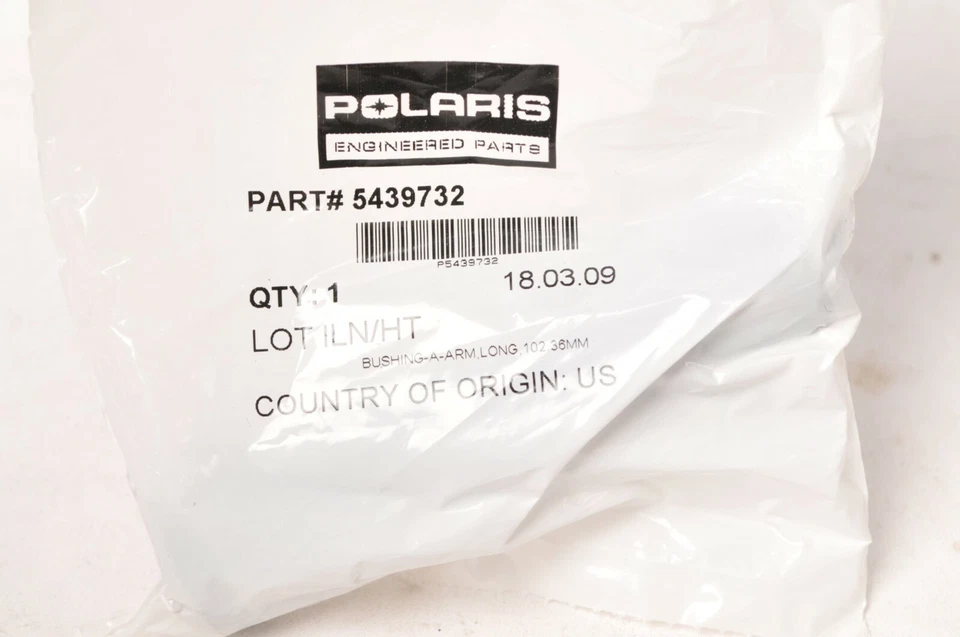 POLARIS
ENGINEERED PARTS
PART# 5439732
P5439732
QTY: 1 18.03.09
LOT ILN/HT
BUSHING-A-ARM,LONG,102.36MM
COUNTRY OF ORIGIN: US